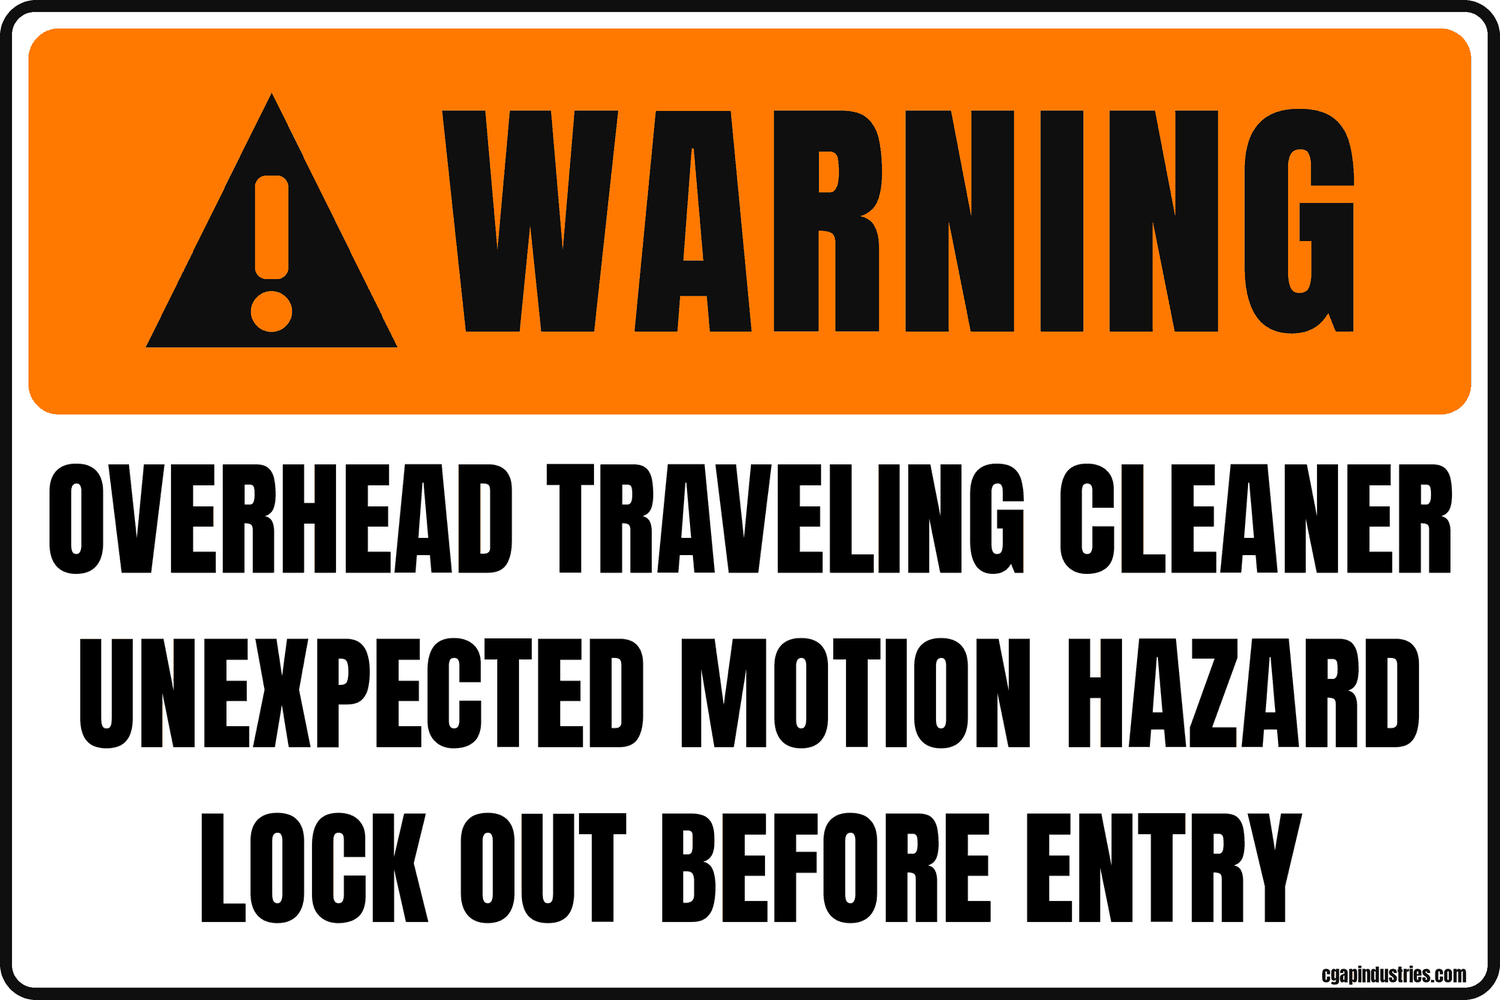 WARNING
OVERHEAD TRAVELING CLEANER
UNEXPECTED MOTION HAZARD
LOCK OUT BEFORE ENTRY
cgapindustries.com